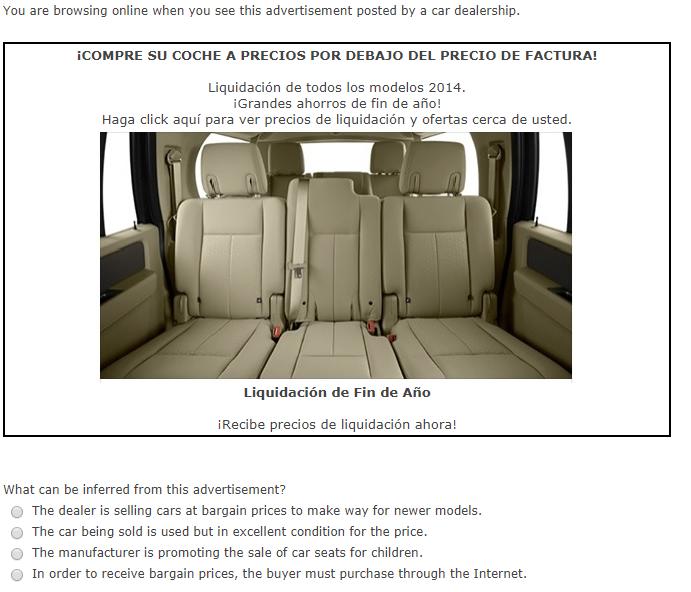 You are browsing online when you see this advertisement posted by a car dealership.
¡COMPRE SU COCHE A PRECIOS POR DEBAJO DEL PRECIO DE FACTURA!
Liquidación de todos los modelos 2014.
¡Grandes ahorros de fin de año!
Haga click aquí para ver precios de liquidación y ofertas cerca de usted.
Liquidación de Fin de Año
¡Recibe precios de liquidación ahora!
What can be inferred from this advertisement?
The dealer is selling cars at bargain prices to make way for newer models.
The car being sold is used but in excellent condition for the price.
The manufacturer is promoting the sale of car seats for children.
In order to receive bargain prices, the buyer must purchase through the Internet.